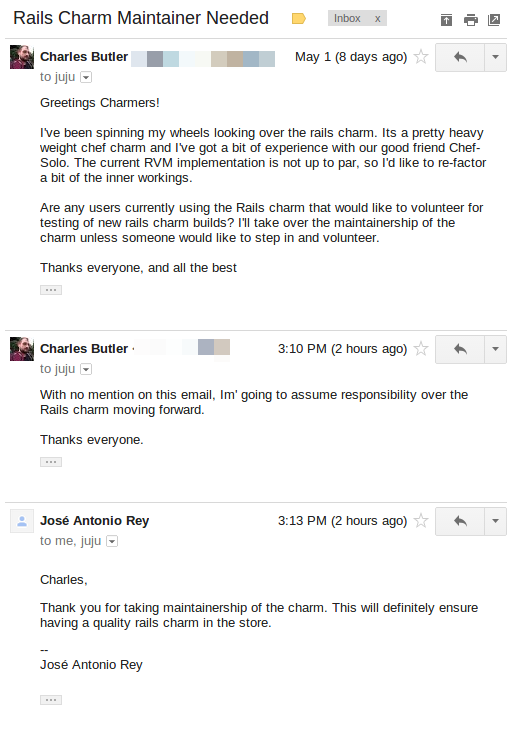 Rails Charm Maintainer Needed
Inbox x
Charles Butler
May 1 (8 days ago)
to juju
Greetings Charmers!
I've been spinning my wheels looking over the rails charm. Its a pretty heavy
weight chef charm and I've got a bit of experience with our good friend Chef-
Solo. The current RVM implementation is not up to par, so I'd like to re-factor
a bit of the inner workings.
Are any users currently using the Rails charm that would like to volunteer for
testing of new rails charm builds? I'll take over the maintainership of the
charm unless someone would like to step in and volunteer.
Thanks everyone, and all the best
Charles Butler
3:10 PM (2 hours ago)
to juju
With no mention on this email, Im' going to assume responsibility over the
Rails charm moving forward.
Thanks everyone.
José Antonio Rey
3:13 PM (2 hours ago)
to me, juju
Charles,
Thank you for taking maintainership of the charm. This will definitely ensure
having a quality rails charm in the store.
--
José Antonio Rey